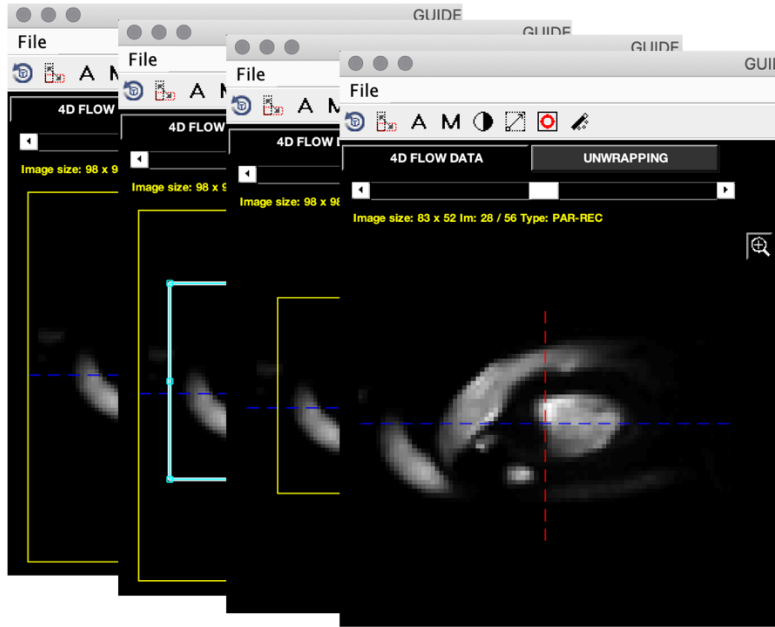 GUIDE
File
A M
4D FLOW
Image size: 98 x 9
GUIDE
File
A
4D FLOW
Image size: 98 x 9
GUIDE
File
A M
4D FLOW
Image size: 98 x 98
GUI
File
A M
4D FLOW DATA UNWRAPPING
Image size: 83 x 52 Im: 28 / 56 Type: PAR-REC